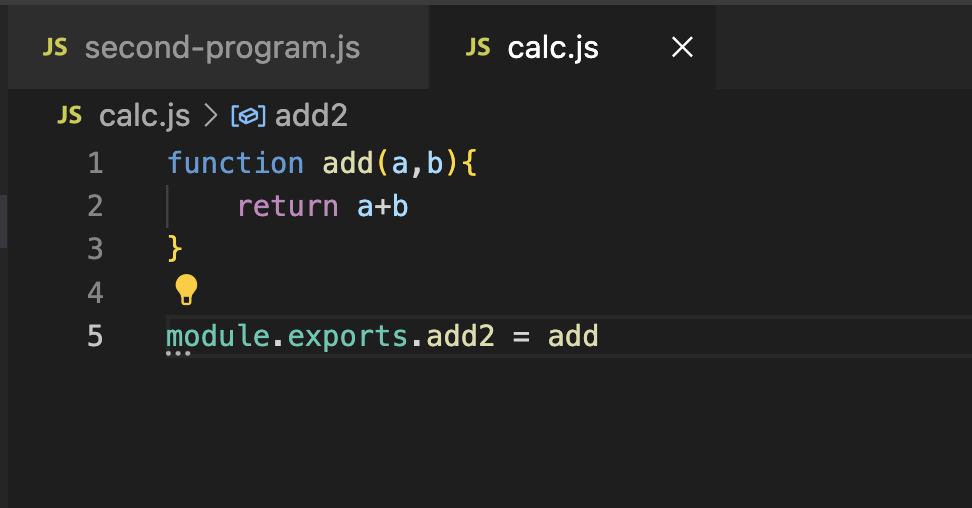 JS second-program.js JS calc.js
JS calc.js > add2
1 function add(a,b){
2 return a+b
3 }
4
5 module.exports.add2 = add